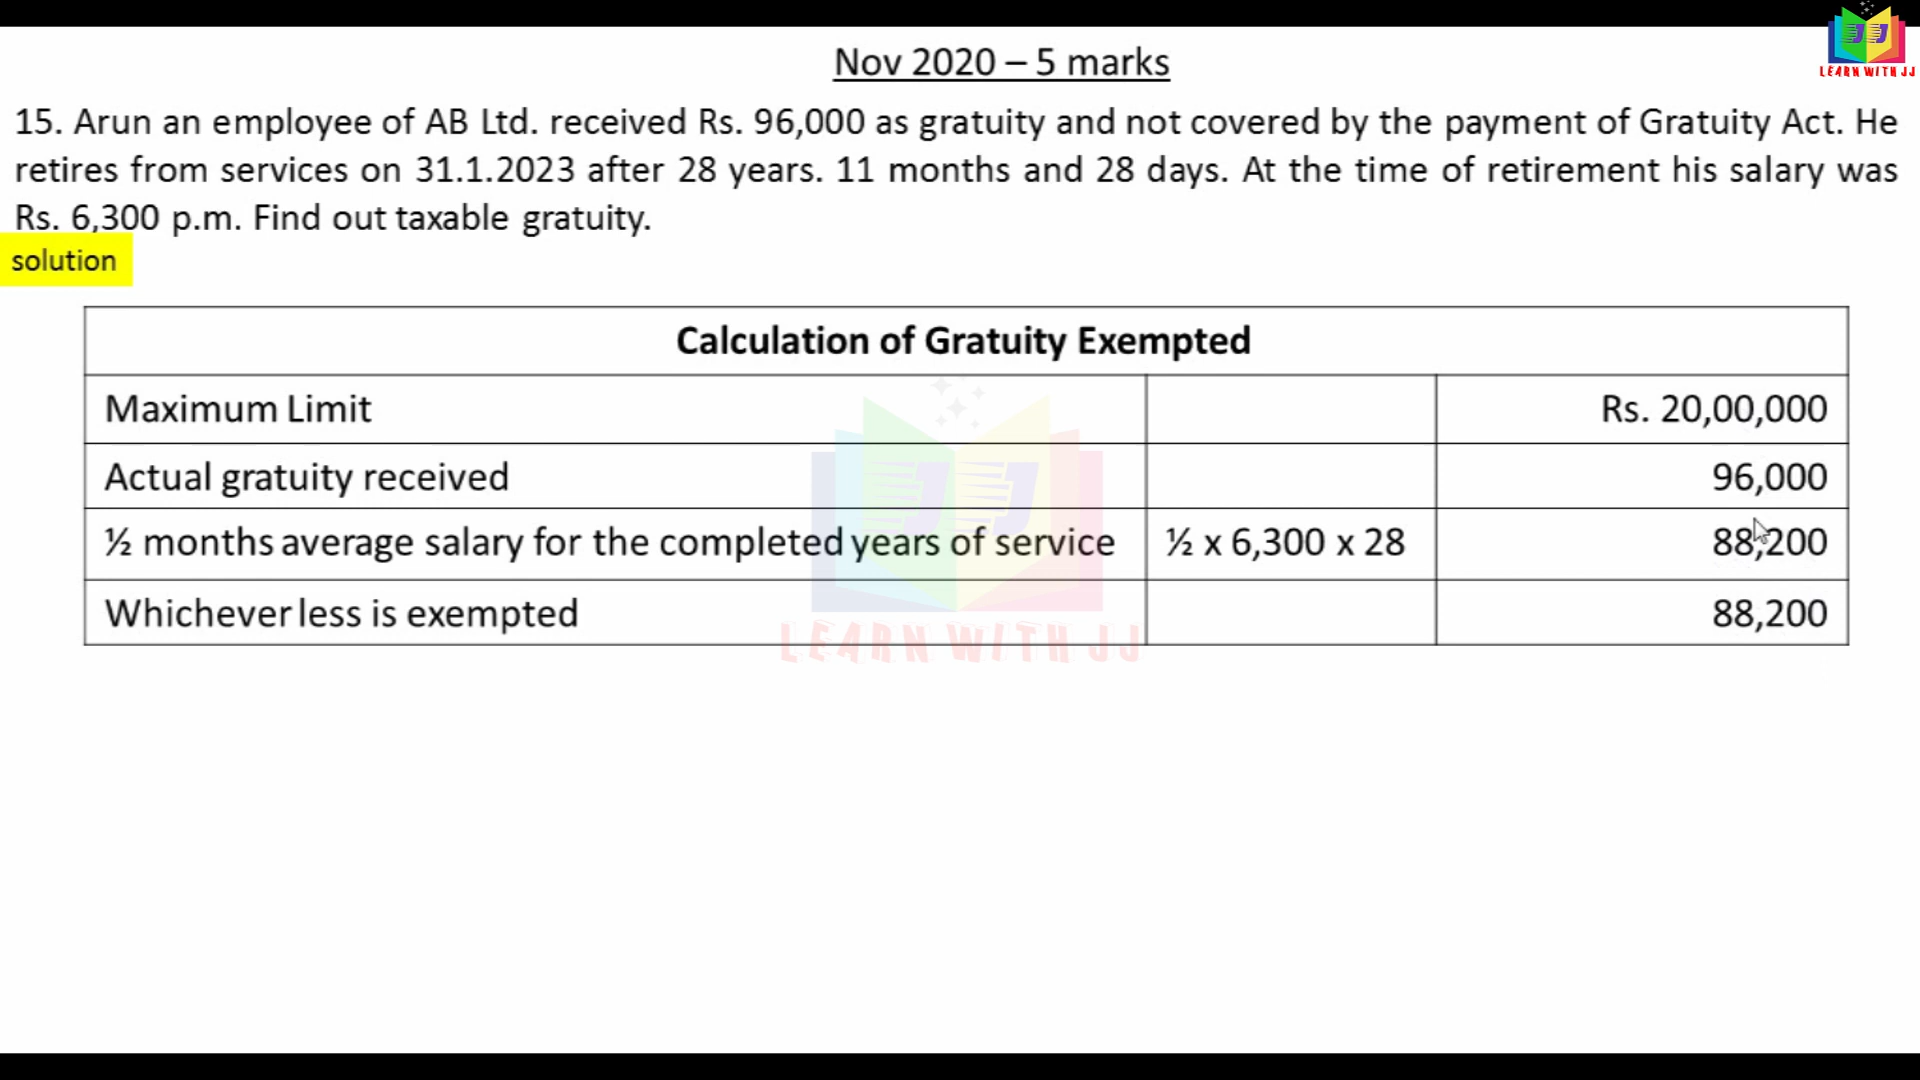 LEARN WITH JJ
Nov 2020 – 5 marks
15. Arun an employee of AB Ltd. received Rs. 96,000 as gratuity and not covered by the payment of Gratuity Act. He
retires from services on 31.1.2023 after 28 years. 11 months and 28 days. At the time of retirement his salary was
Rs. 6,300 p.m. Find out taxable gratuity.
solution
Calculation of Gratuity Exempted
Maximum Limit Rs. 20,00,000
Actual gratuity received 96,000
½ months average salary for the completed years of service ½ x 6,300 x 28 88,200
Whichever less is exempted 88,200
LEARN WITH JJ